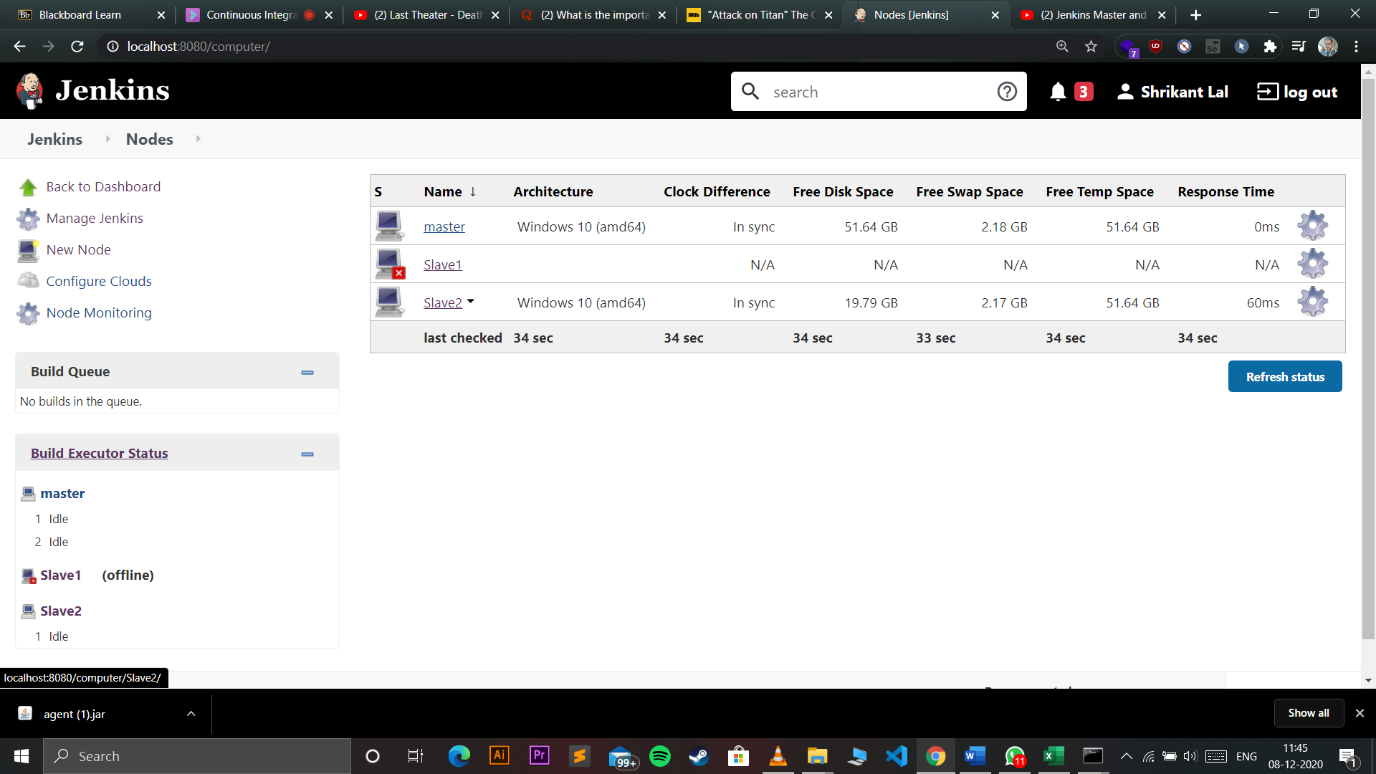 Blackboard Learn
Continuous Integra
(2) Last Theater - Death
(2) What is the importa
"Attack on Titan" The
Nodes [Jenkins]
(2) Jenkins Master and
localhost:8080/computer/
7
Jenkins
search
3
Shrikant Lal
log out
Jenkins
Nodes
Back to Dashboard
Manage Jenkins
New Node
Configure Clouds
Node Monitoring
S Name ↓ Architecture Clock Difference Free Disk Space Free Swap Space Free Temp Space Response Time
master Windows 10 (amd64) In sync 51.64 GB 2.18 GB 51.64 GB 0ms
Slave1 N/A N/A N/A N/A N/A
Slave2 Windows 10 (amd64) In sync 19.79 GB 2.17 GB 51.64 GB 60ms
last checked 34 sec 34 sec 34 sec 33 sec 34 sec 34 sec
Refresh status
Build Queue
No builds in the queue.
Build Executor Status
master
1 Idle
2 Idle
Slave1 (offline)
Slave2
1 Idle
localhost:8080/computer/Slave2/
agent (1).jar
Show all
Search
Ai
Pr
99+
11
ENG
11:45
08-12-2020
1